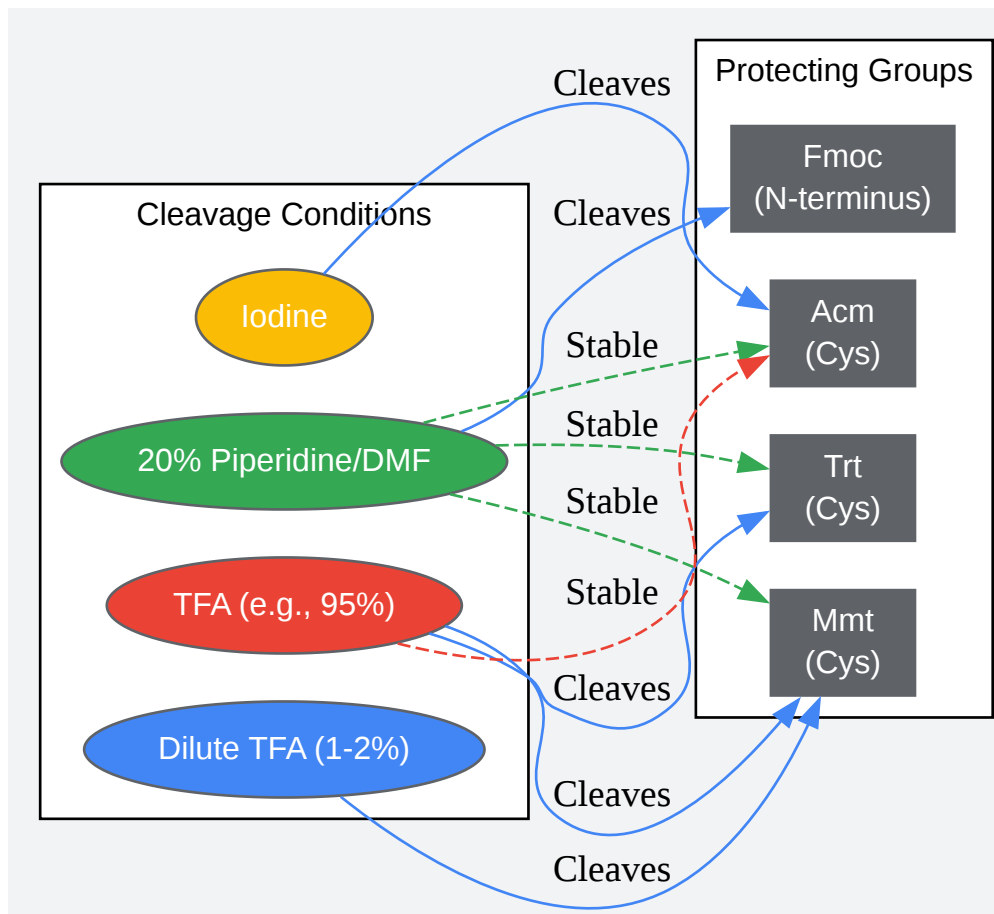 Cleavage Conditions
Iodine
20% Piperidine/DMF
TFA (e.g., 95%)
Dilute TFA (1-2%)
Cleaves
Cleaves
Stable
Stable
Stable
Stable
Cleaves
Cleaves
Cleaves
Protecting Groups
Fmoc
(N-terminus)
Acm
(Cys)
Trt
(Cys)
Mmt
(Cys)